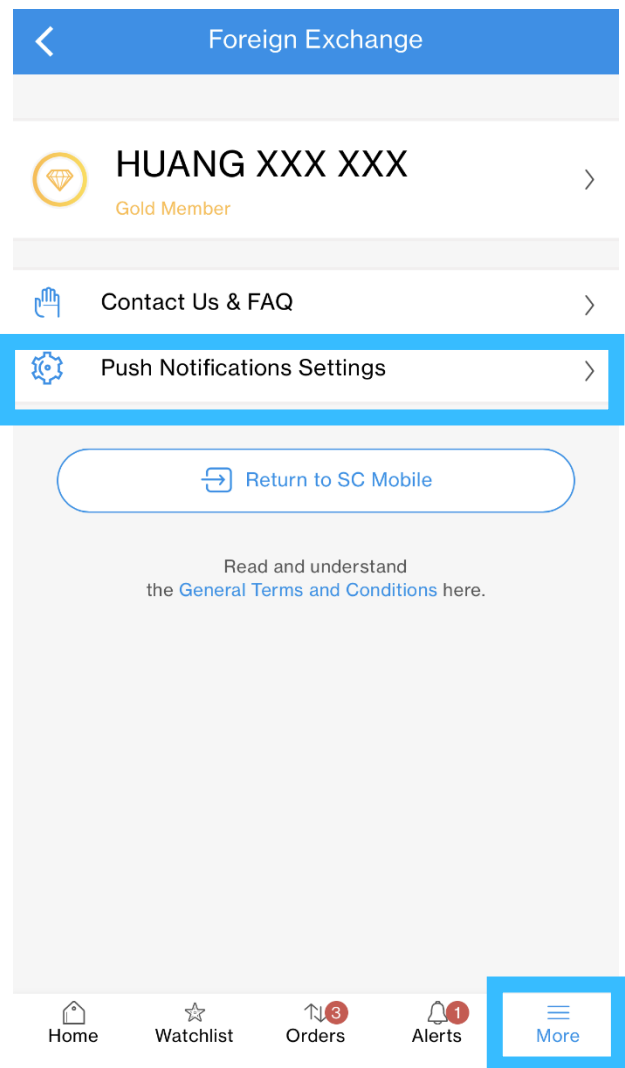 Foreign Exchange
HUANG XXX XXX
Gold Member
Contact Us & FAQ
Push Notifications Settings
Return to SC Mobile
Read and understand
the General Terms and Conditions here.
3
1
Home
Watchlist
Orders
Alerts
More